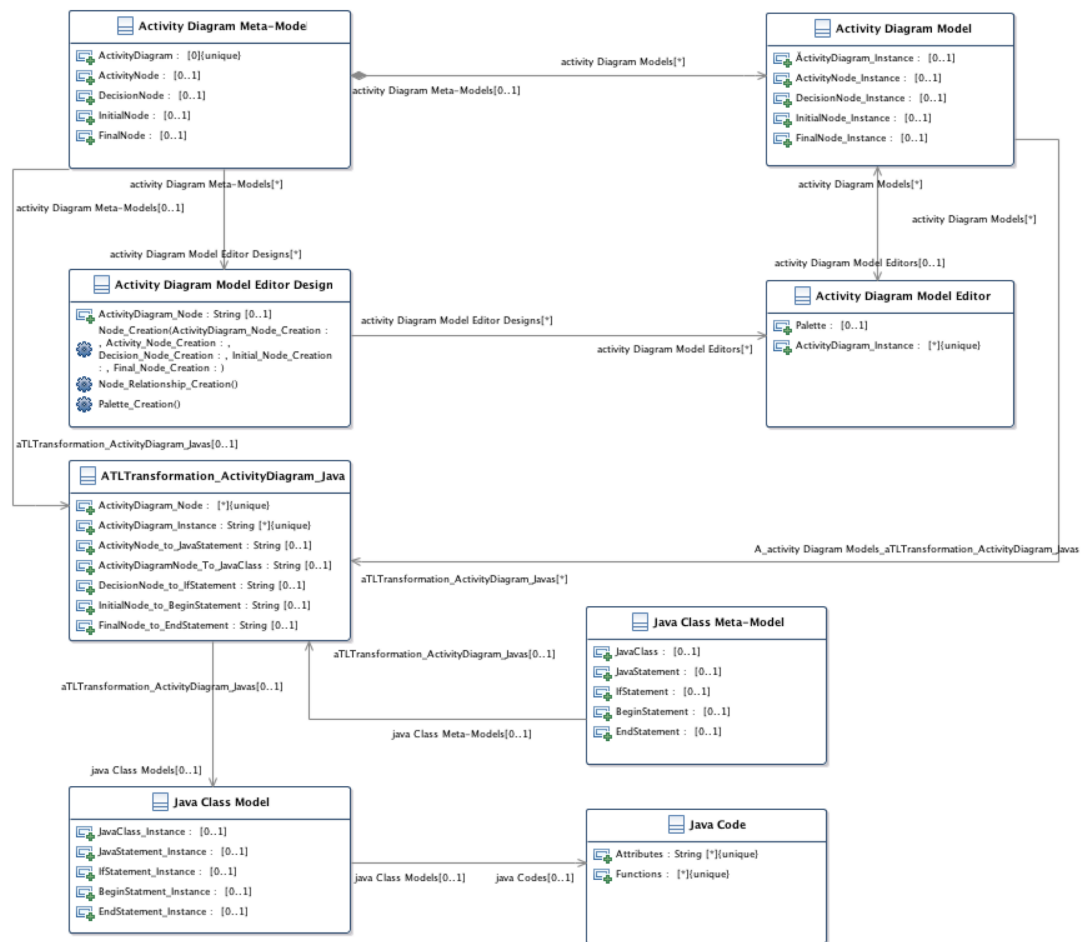 Activity Diagram Meta-Model
ActivityDiagram : [0]{unique}
ActivityNode : [0..1]
DecisionNode : [0..1]
InitialNode : [0..1]
FinalNode : [0..1]
activity Diagram Models[*]
activity Diagram Meta-Models[0..1]
Activity Diagram Model
ActivityDiagram_Instance : [0..1]
ActivityNode_Instance : [0..1]
DecisionNode_Instance : [0..1]
InitialNode_Instance : [0..1]
FinalNode_Instance : [0..1]
activity Diagram Meta-Models[*]
activity Diagram Meta-Models[0..1]
activity Diagram Model Editor Designs[*]
activity Diagram Models[*]
activity Diagram Models[*]
activity Diagram Model Editors[0..1]
Activity Diagram Model Editor Design
ActivityDiagram_Node : String [0..1]
Node_Creation(ActivityDiagram_Node_Creation :
, Activity_Node_Creation : ,
Decision_Node_Creation : , Initial_Node_Creation
: , Final_Node_Creation : )
Node_Relationship_Creation()
Palette_Creation()
activity Diagram Model Editor Designs[*]
activity Diagram Model Editors[*]
Activity Diagram Model Editor
Palette : [0..1]
ActivityDiagram_Instance : [*]{unique}
aTLTransformation_ActivityDiagram_Javas[0..1]
ATLTransformation_ActivityDiagram_Java
ActivityDiagram_Node : [*]{unique}
ActivityDiagram_Instance : String [*]{unique}
ActivityNode_to_JavaStatement : String [0..1]
ActivityDiagramNode_To_JavaClass : String [0..1]
DecisionNode_to_IfStatement : String [0..1]
InitialNode_to_BeginStatement : String [0..1]
FinalNode_to_EndStatement : String [0..1]
A_activity Diagram Models_aTLTransformation_ActivityDiagram_Javas
aTLTransformation_ActivityDiagram_Javas[*]
aTLTransformation_ActivityDiagram_Javas[0..1]
aTLTransformation_ActivityDiagram_Javas[0..1]
java Class Meta-Models[0..1]
java Class Models[0..1]
Java Class Meta-Model
JavaClass : [0..1]
JavaStatement : [0..1]
IfStatement : [0..1]
BeginStatement : [0..1]
EndStatement : [0..1]
Java Class Model
JavaClass_Instance : [0..1]
JavaStatement_Instance : [0..1]
IfStatement_Instance : [0..1]
BeginStatment_Instance : [0..1]
EndStatement_Instance : [0..1]
java Class Models[0..1]
java Codes[0..1]
Java Code
Attributes : String [*]{unique}
Functions : [*]{unique}